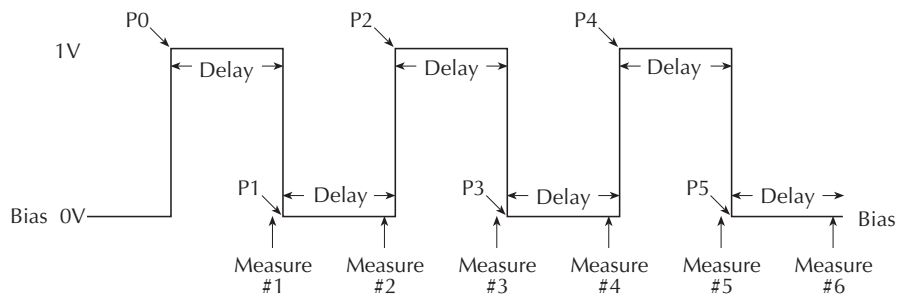 P0 P2 P4
1V
Delay Delay Delay
P1 Delay P3 Delay P5 Delay
Bias 0V Bias
Measure Measure Measure Measure Measure Measure
#1 #2 #3 #4 #5 #6